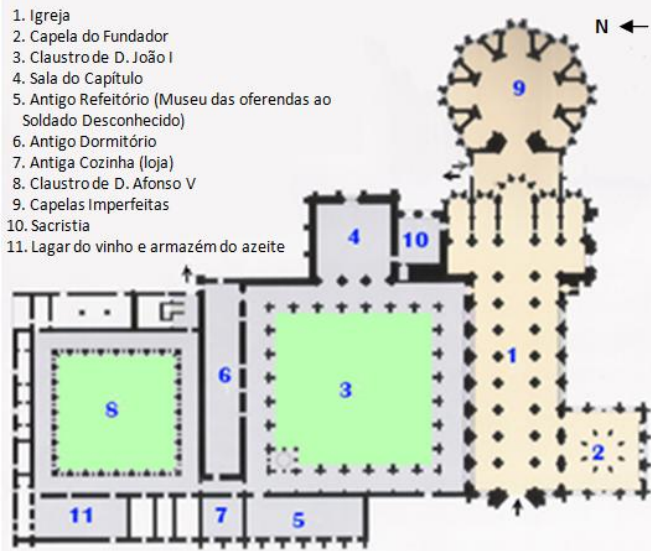 1. Igreja
2. Capela do Fundador
3. Claustro de D. João I
4. Sala do Capítulo
5. Antigo Refeitório (Museu das oferendas ao
Soldado Desconhecido)
6. Antigo Dormitório
7. Antiga Cozinha (loja)
8. Claustro de D. Afonso V
9. Capelas Imperfeitas
10. Sacristia
11. Lagar do vinho e armazém do azeite
N
9
4
10
1
6
3
8
2
11
7
5